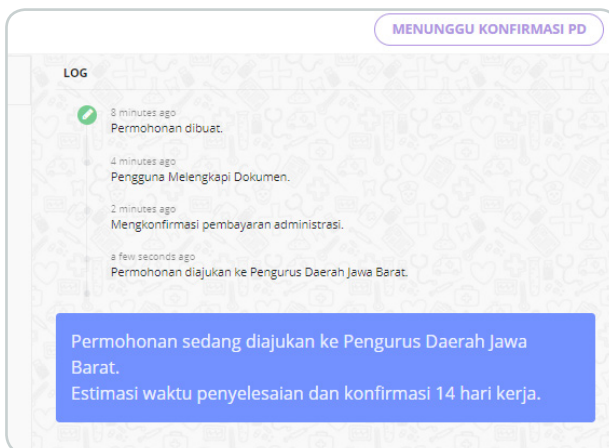 MENUNGGU KONFIRMASI PD
LOG
8 minutes ago
Permohonan dibuat.
4 minutes ago
Pengguna Melengkapi Dokumen.
2 minutes ago
Mengkonfirmasi pembayaran administrasi.
a few seconds ago
Permohonan diajukan ke Pengurus Daerah Jawa Barat.
Permohonan sedang diajukan ke Pengurus Daerah Jawa
Barat.
Estimasi waktu penyelesaian dan konfirmasi 14 hari kerja.